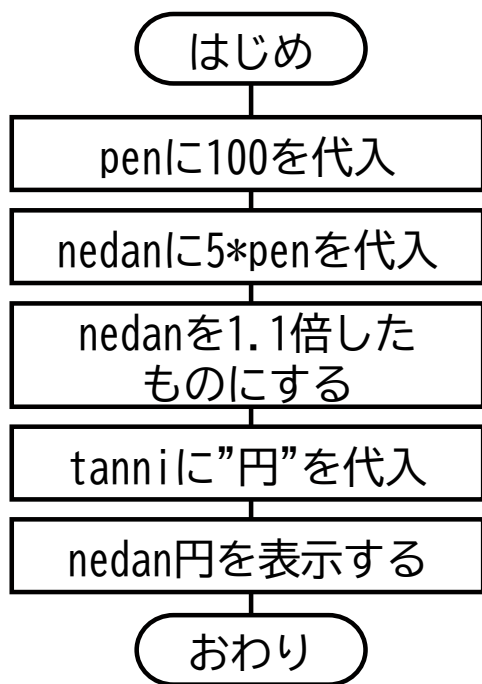 はじめ
penに100を代入
nedanに5*penを代入
nedanを1.1倍した
ものにする
tanniに”円”を代入
nedan円を表示する
おわり